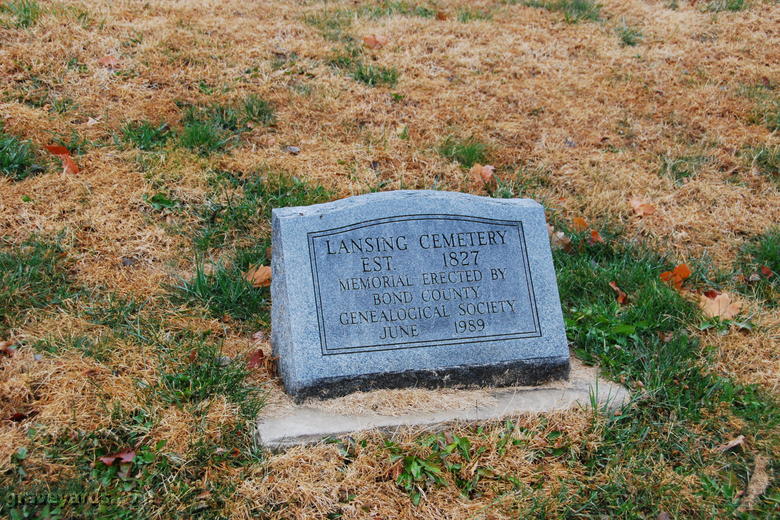 LANSING CEMETERY
EST. 1827
MEMORIAL ERECTED BY
BOND COUNTY
GENEALOGICAL SOCIETY
JUNE 1989